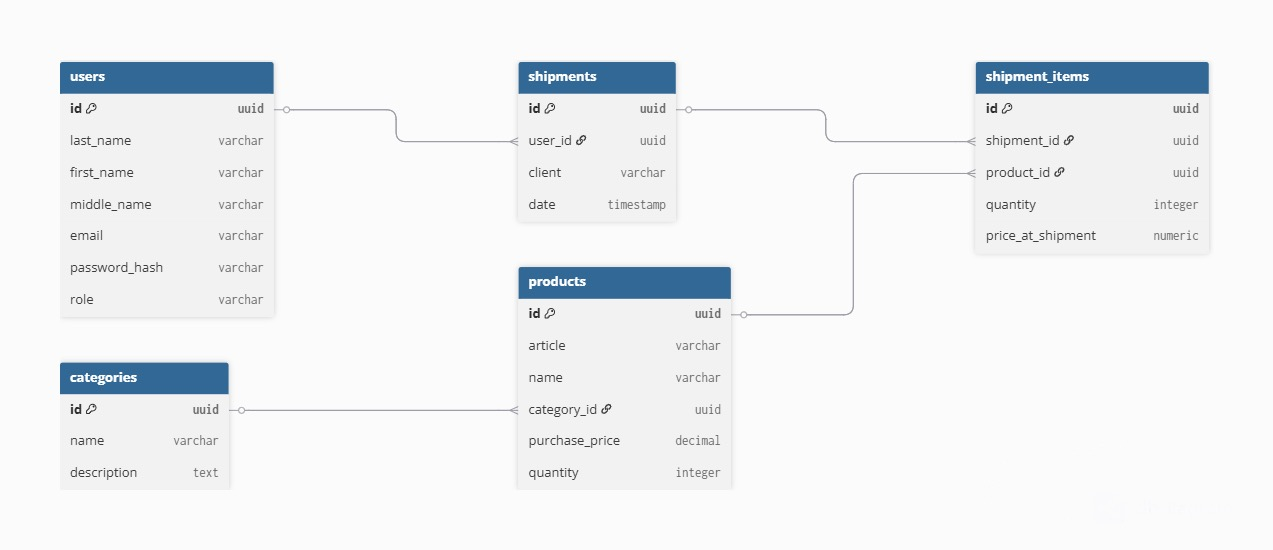 users
id uuid
last_name varchar
first_name varchar
middle_name varchar
email varchar
password_hash varchar
role varchar
shipments
id uuid
user_id uuid
client varchar
date timestamp
shipment_items
id uuid
shipment_id uuid
product_id uuid
quantity integer
price_at_shipment numeric
products
id uuid
article varchar
name varchar
category_id uuid
purchase_price decimal
quantity integer
categories
id uuid
name varchar
description text